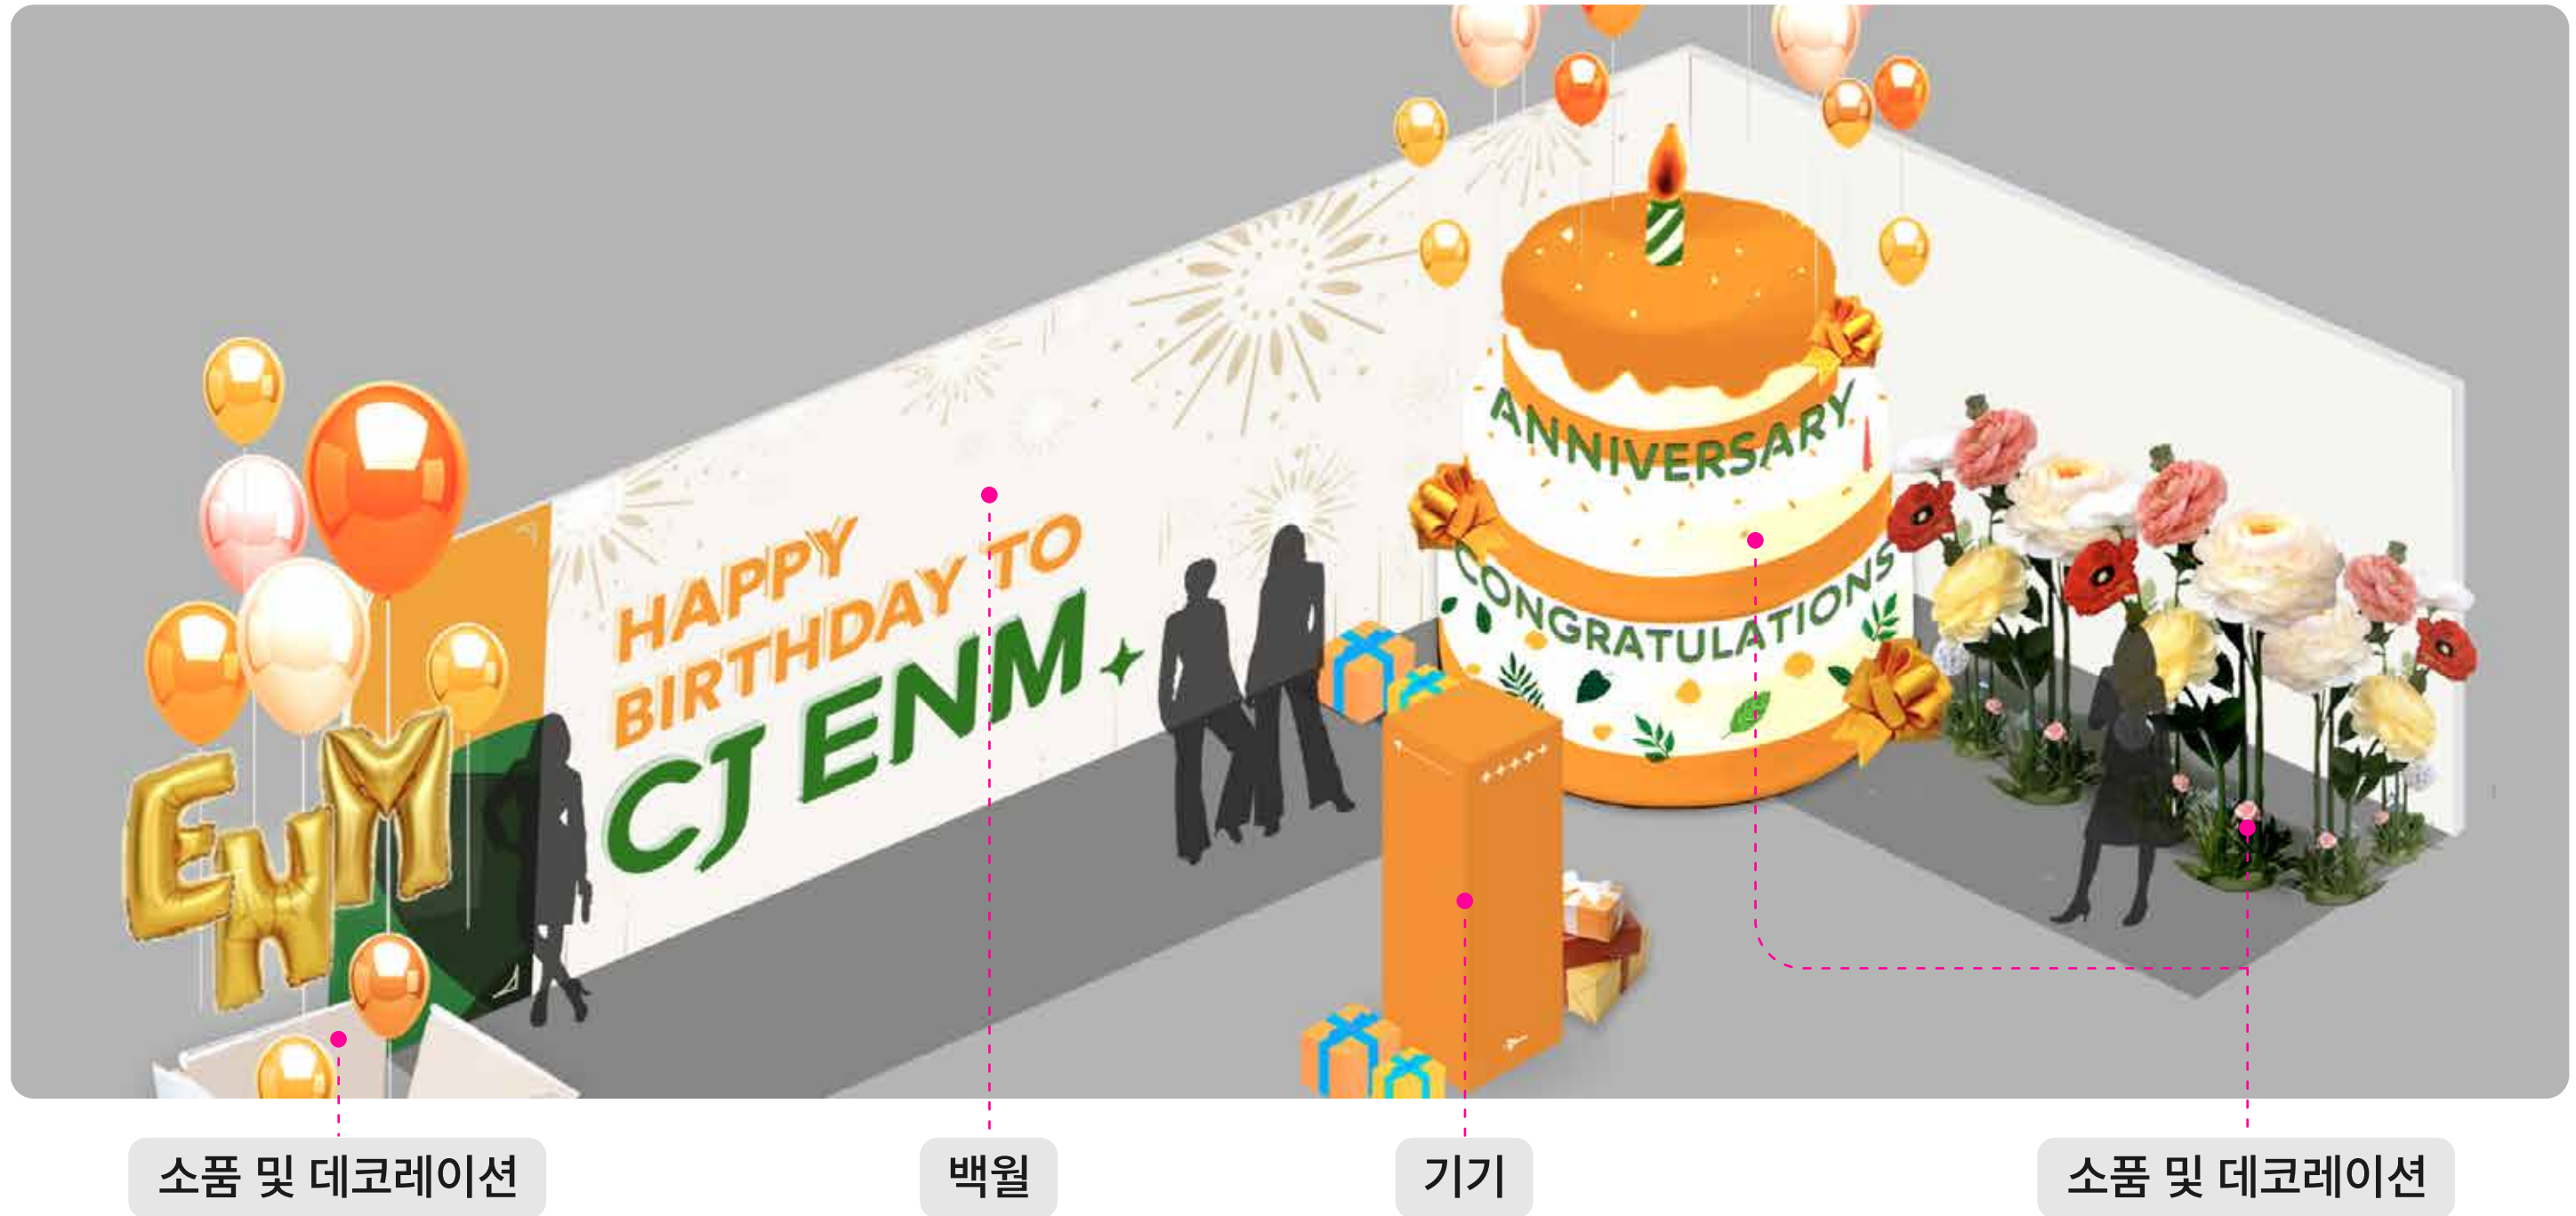 HAPPY
BIRTHDAY TO
CJ ENM
ANNIVERSARY
CONGRATULATIONS
ENM
소품 및 데코레이션
백월
기기
소품 및 데코레이션